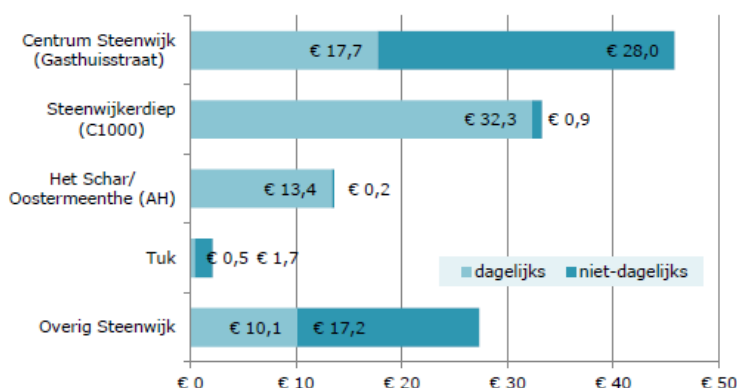 Centrum Steenwijk
(Gasthuisstraat)
€ 17,7
€ 28,0
Steenwijkerdiep
(C1000)
€ 32,3
€ 0,9
Het Schar/
Oostermeenthe (AH)
€ 13,4
€ 0,2
Tuk
€ 0,5
€ 1,7
dagelijks
niet-dagelijks
Overig Steenwijk
€ 10,1
€ 17,2
€ 0
€ 10
€ 20
€ 30
€ 40
€ 50